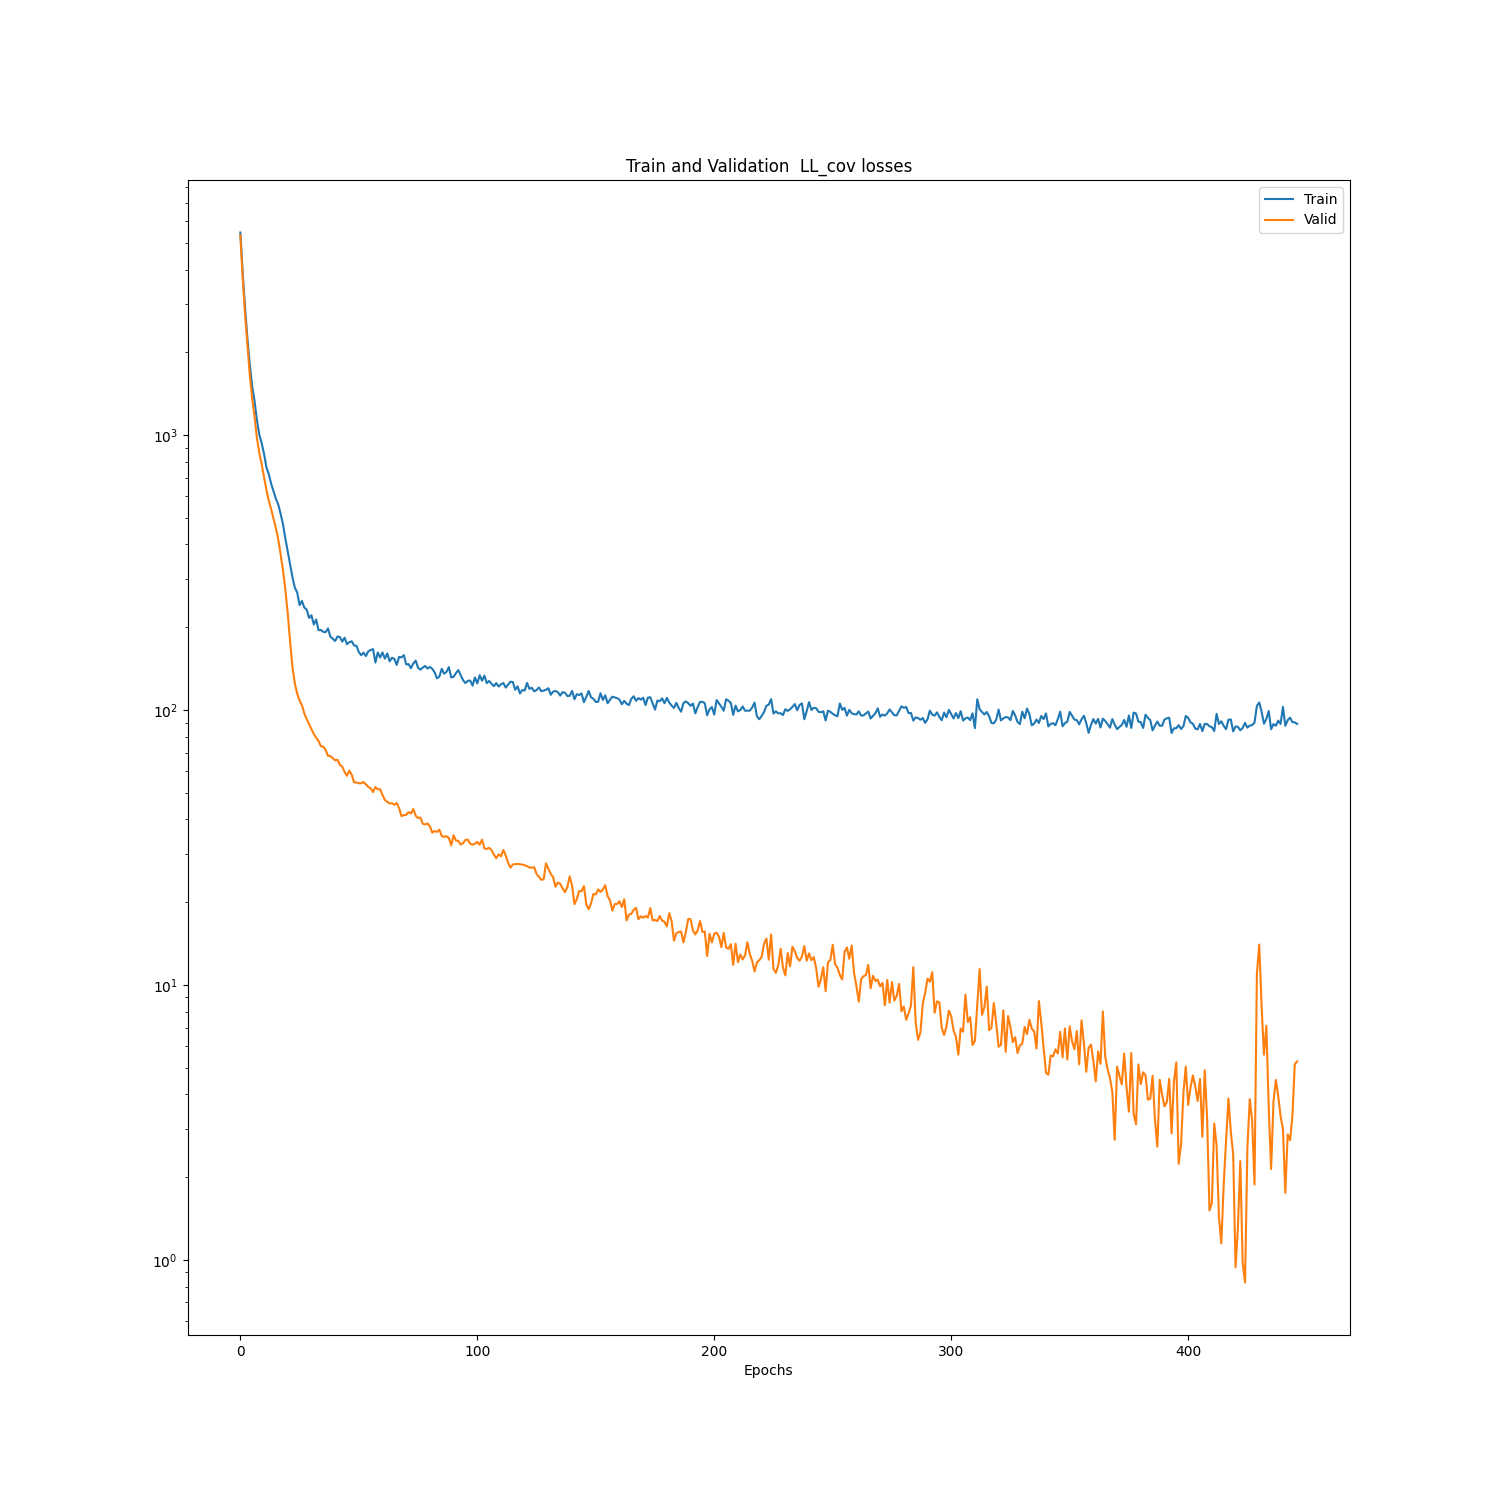 Train and Validation  LL_cov losses
Train
Valid
10³
10²
10¹
10⁰
0 100 200 300 400
Epochs